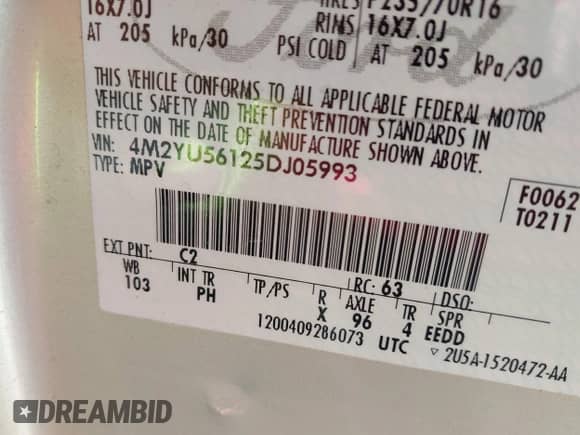 16X7.0J
AT 205 kPa/30
P235/70R16
RINS 16X7.0J
PSI COLD AT 205 kPa/30
Ford
THIS VEHICLE CONFORMS TO ALL APPLICABLE FEDERAL MOTOR
VEHICLE SAFETY AND THEFT PREVENTION STANDARDS IN
EFFECT ON THE DATE OF MANUFACTURE SHOWN ABOVE.
VIN: 4M2YU56125DJ05993
TYPE: MPV
F0062
T0211
EXT PNT: C2 RC: 63 DSO:
WB INT TR TP/PS R AXLE TR SPR
103 PH X 96 4 EEDD
1200409286073 UTC ▽ 2U5A-1520472-AA
DREAMBID